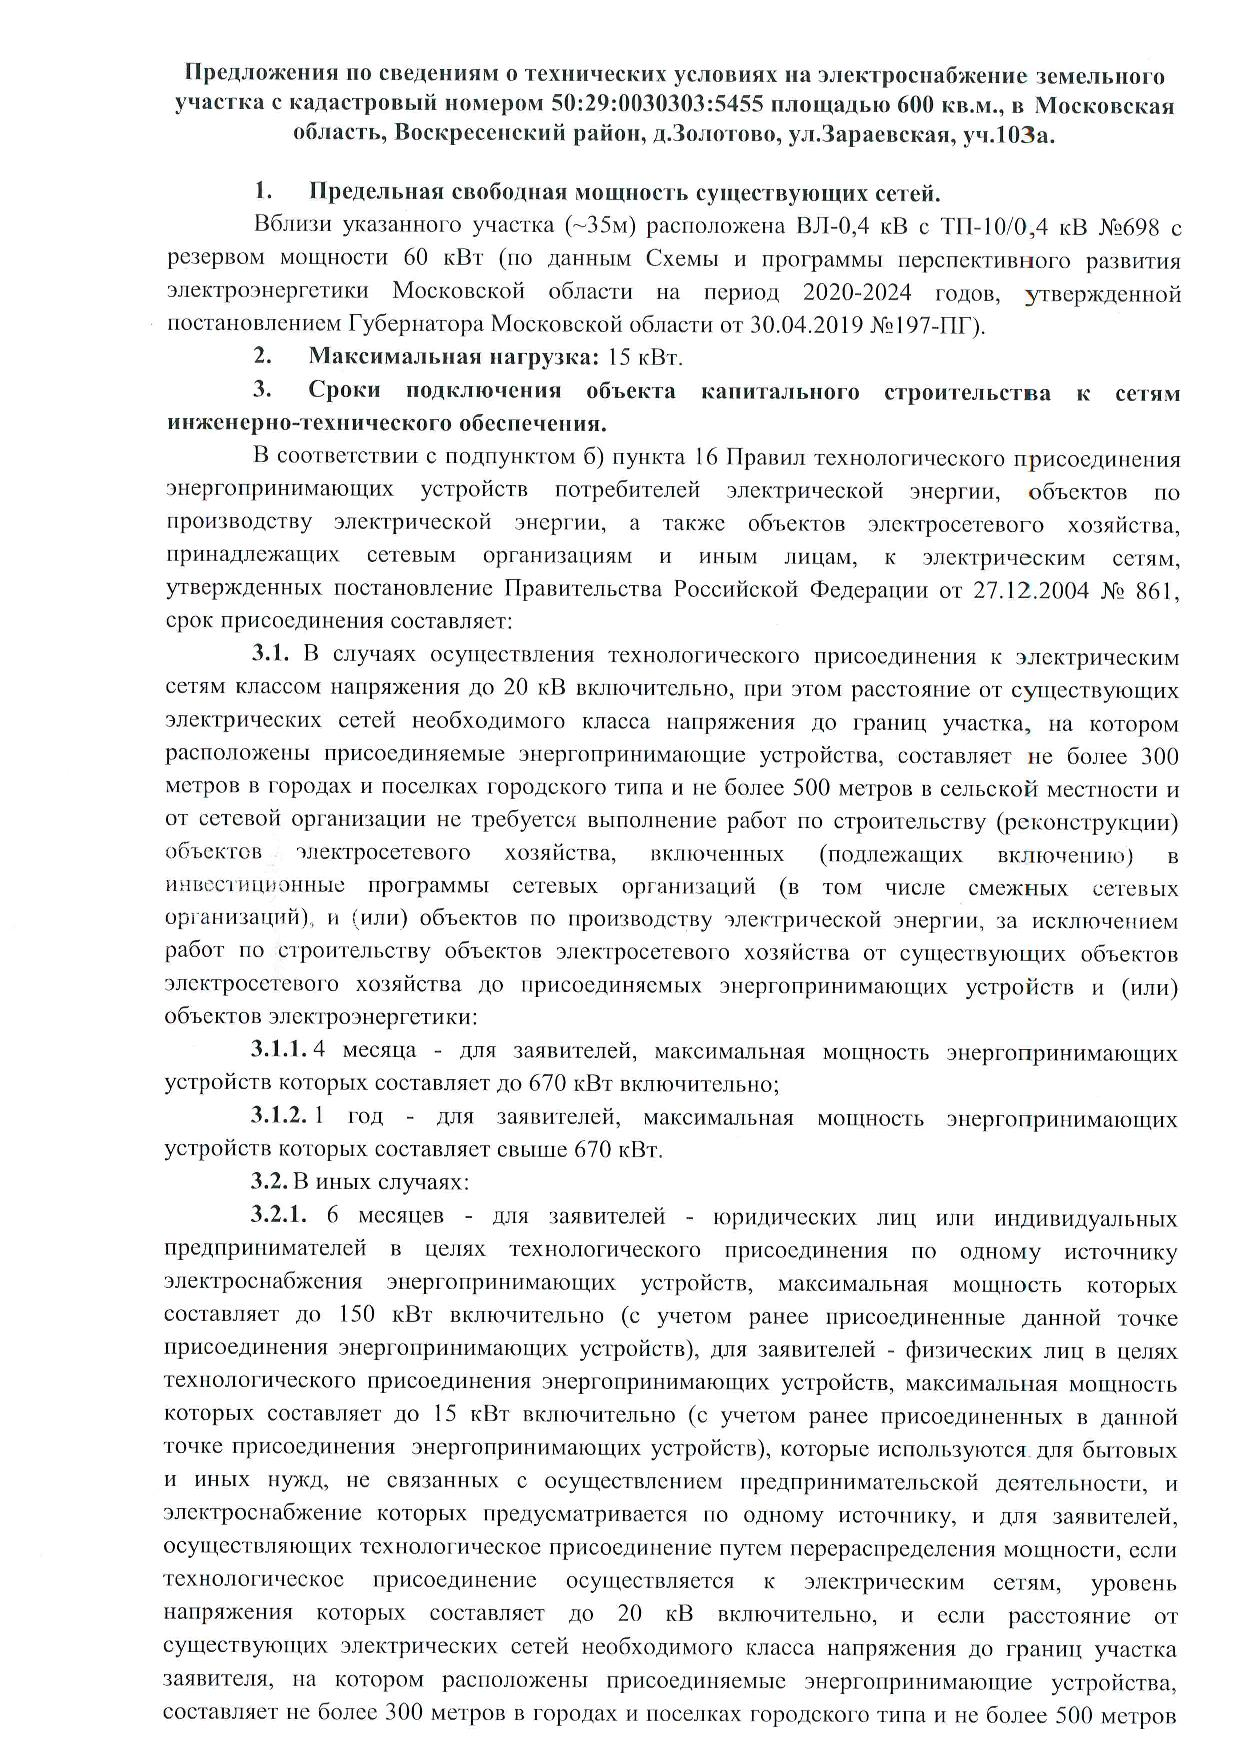 Предложения по сведениям о технических условиях на электроснабжение земельного
участка с кадастровый номером 50:29:0030303:5455 площадью 600 кв.м., в Московская
область, Воскресенский район, д.Золотово, ул.Зараевская, уч.103а.
1. Предельная свободная мощность существующих сетей.
Вблизи указанного участка (~35м) расположена ВЛ-0,4 кВ с ТП-10/0,4 кВ №698 с
резервом мощности 60 кВт (по данным Схемы и программы перспективного развития
электроэнергетики Московской области на период 2020-2024 годов, утвержденной
постановлением Губернатора Московской области от 30.04.2019 №197-ПГ).
2. Максимальная нагрузка: 15 кВт.
3. Сроки подключения объекта капитального строительства к сетям
инженерно-технического обеспечения.
В соответствии с подпунктом б) пункта 16 Правил технологического присоединения
энергопринимающих устройств потребителей электрической энергии, объектов по
производству электрической энергии, а также объектов электросетевого хозяйства,
принадлежащих сетевым организациям и иным лицам, к электрическим сетям,
утвержденных постановление Правительства Российской Федерации от 27.12.2004 № 861,
срок присоединения составляет:
3.1. В случаях осуществления технологического присоединения к электрическим
сетям классом напряжения до 20 кВ включительно, при этом расстояние от существующих
электрических сетей необходимого класса напряжения до границ участка, на котором
расположены присоединяемые энергопринимающие устройства, составляет не более 300
метров в городах и поселках городского типа и не более 500 метров в сельской местности и
от сетевой организации не требуется выполнение работ по строительству (реконструкции)
объектов электросетевого хозяйства, включенных (подлежащих включению) в
инвестиционные программы сетевых организаций (в том числе смежных сетевых
организаций), и (или) объектов по производству электрической энергии, за исключением
работ по строительству объектов электросетевого хозяйства от существующих объектов
электросетевого хозяйства до присоединяемых энергопринимающих устройств и (или)
объектов электроэнергетики:
3.1.1. 4 месяца - для заявителей, максимальная мощность энергопринимающих
устройств которых составляет до 670 кВт включительно;
3.1.2. 1 год - для заявителей, максимальная мощность энергопринимающих
устройств которых составляет свыше 670 кВт.
3.2. В иных случаях:
3.2.1. 6 месяцев - для заявителей - юридических лиц или индивидуальных
предпринимателей в целях технологического присоединения по одному источнику
электроснабжения энергопринимающих устройств, максимальная мощность которых
составляет до 150 кВт включительно (с учетом ранее присоединенные данной точке
присоединения энергопринимающих устройств), для заявителей - физических лиц в целях
технологического присоединения энергопринимающих устройств, максимальная мощность
которых составляет до 15 кВт включительно (с учетом ранее присоединенных в данной
точке присоединения энергопринимающих устройств), которые используются для бытовых
и иных нужд, не связанных с осуществлением предпринимательской деятельности, и
электроснабжение которых предусматривается по одному источнику, и для заявителей,
осуществляющих технологическое присоединение путем перераспределения мощности, если
технологическое присоединение осуществляется к электрическим сетям, уровень
напряжения которых составляет до 20 кВ включительно, и если расстояние от
существующих электрических сетей необходимого класса напряжения до границ участка
заявителя, на котором расположены присоединяемые энергопринимающие устройства,
составляет не более 300 метров в городах и поселках городского типа и не более 500 метров